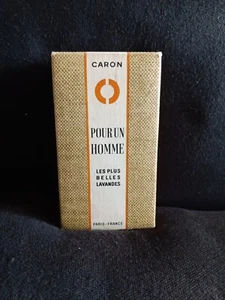 CARON
POUR UN
HOMME
LES PLUS
BELLES
LAVANDES
PARIS-FRANCE